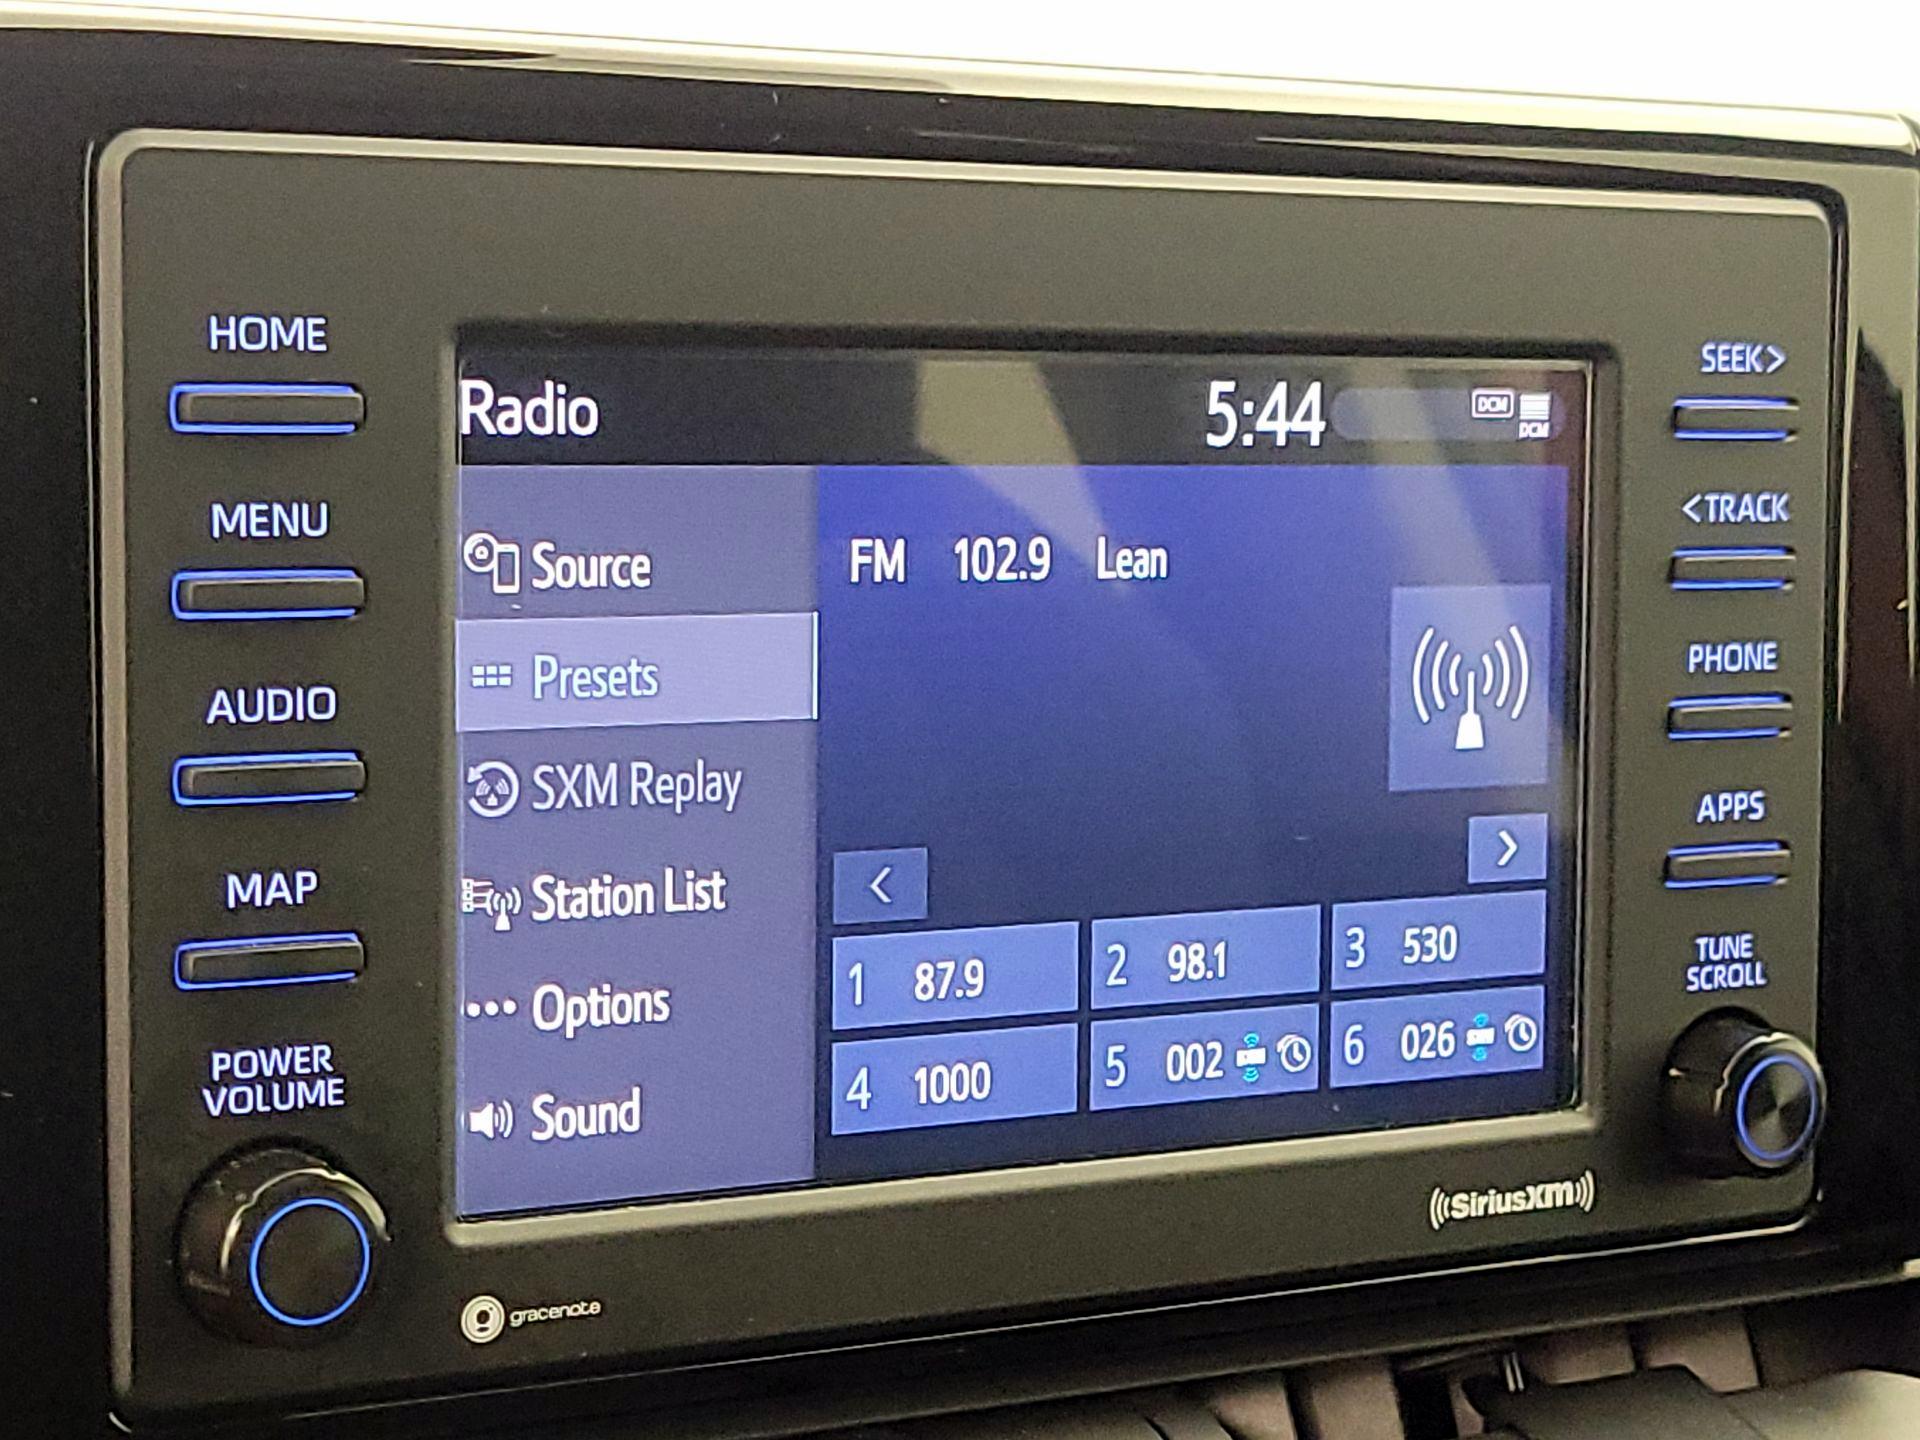 HOME
MENU
AUDIO
MAP
POWER
VOLUME
Radio
5:44
DCM
DCM
Source
Presets
SXM Replay
Station List
Options
Sound
FM 102.9 Lean
<
>
1 87.9
2 98.1
3 530
4 1000
5 002
6 026
SEEK>
<TRACK
PHONE
APPS
TUNE
SCROLL
SiriusXM
gracenote